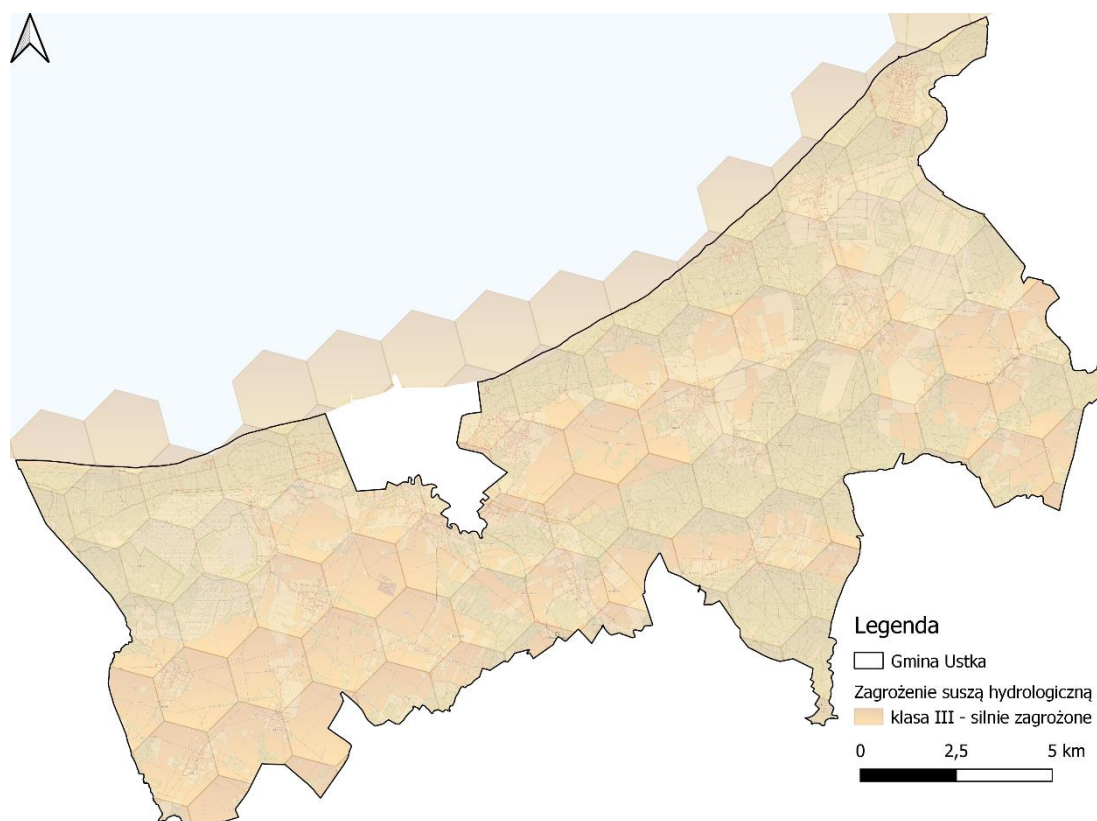 Legenda
Gmina Ustka
Zagrożenie suszą hydrologiczną
klasa III - silnie zagrożone
0 2,5 5 km